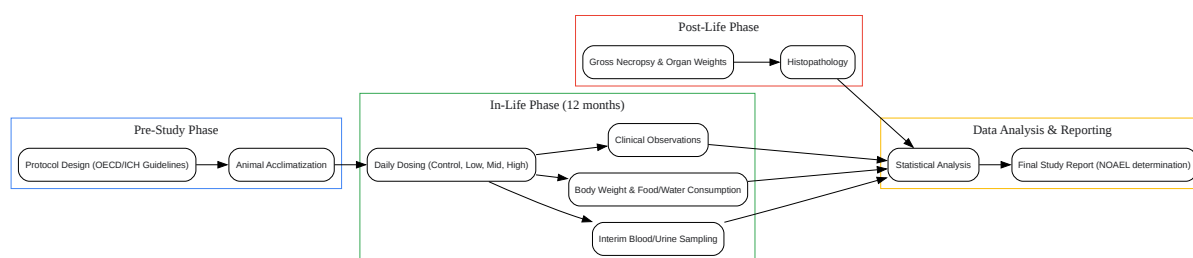 Post-Life Phase
Gross Necropsy & Organ Weights
Histopathology
In-Life Phase (12 months)
Pre-Study Phase
Clinical Observations
Data Analysis & Reporting
Protocol Design (OECD/ICH Guidelines)
Animal Acclimatization
Daily Dosing (Control, Low, Mid, High)
Statistical Analysis
Final Study Report (NOAEL determination)
Body Weight & Food/Water Consumption
Interim Blood/Urine Sampling